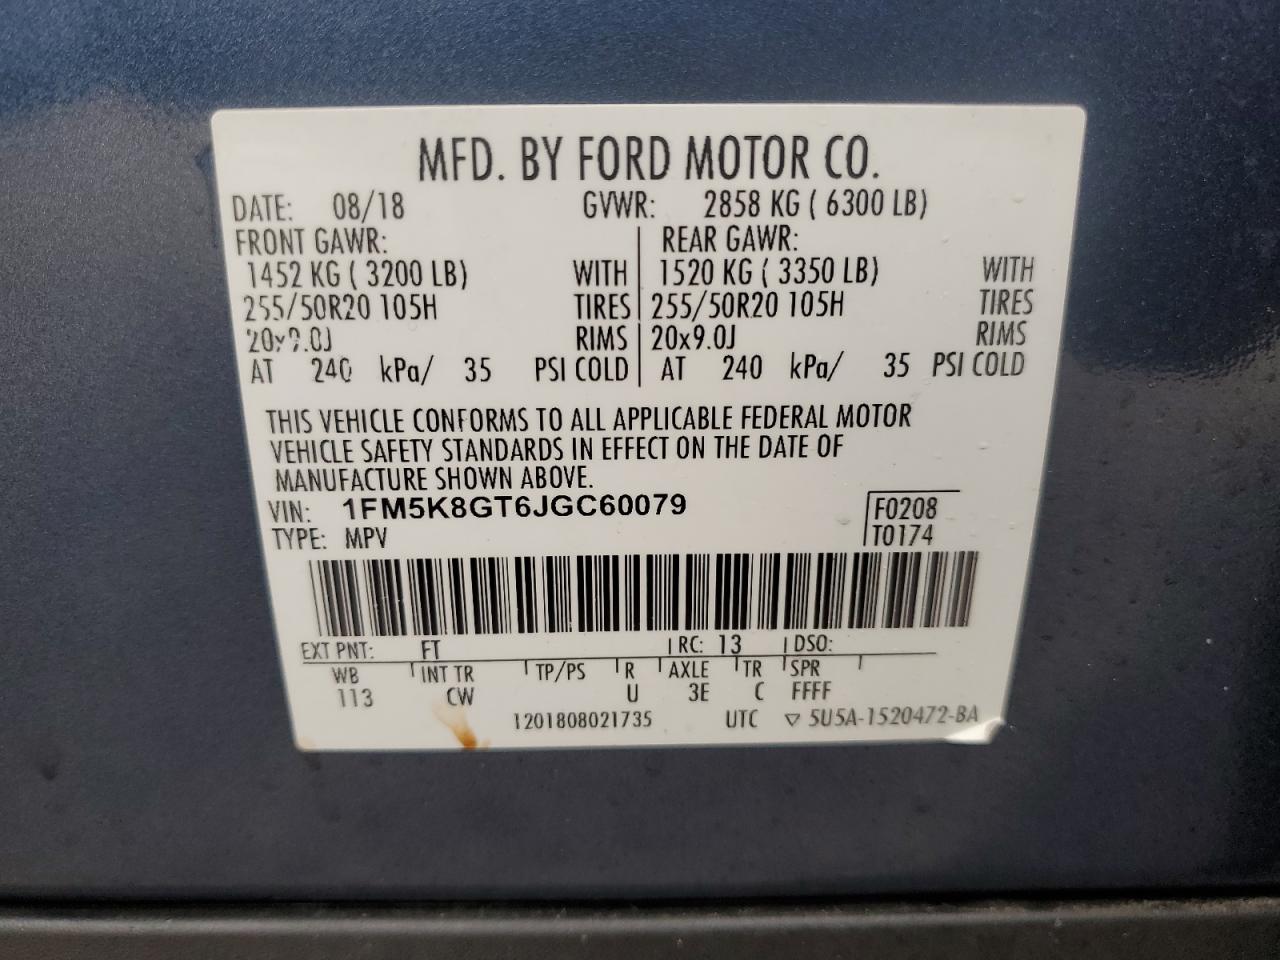 MFD. BY FORD MOTOR CO.
DATE: 08/18 GVWR: 2858 KG ( 6300 LB)
FRONT GAWR: REAR GAWR:
1452 KG ( 3200 LB) WITH 1520 KG ( 3350 LB) WITH
255/50R20 105H TIRES 255/50R20 105H TIRES
20x9.0J RIMS 20x9.0J RIMS
AT 240 kPa/ 35 PSI COLD AT 240 kPa/ 35 PSI COLD
THIS VEHICLE CONFORMS TO ALL APPLICABLE FEDERAL MOTOR
VEHICLE SAFETY STANDARDS IN EFFECT ON THE DATE OF
MANUFACTURE SHOWN ABOVE.
VIN: 1FM5K8GT6JGC60079 F0208
TYPE: MPV T0174
EXT PNT: FT RC: 13 DSO:
WB INT TR TP/PS R AXLE TR SPR
113 CW U 3E C FFFF
1201808021735 UTC ▽ 5U5A-1520472-BA